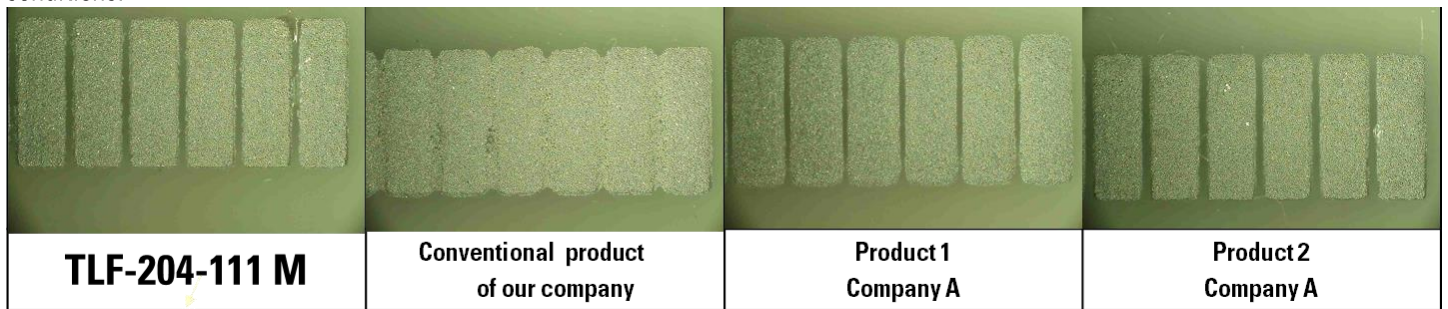 TLF-204-111 M
Conventional product
of our company
Product 1
Company A
Product 2
Company A